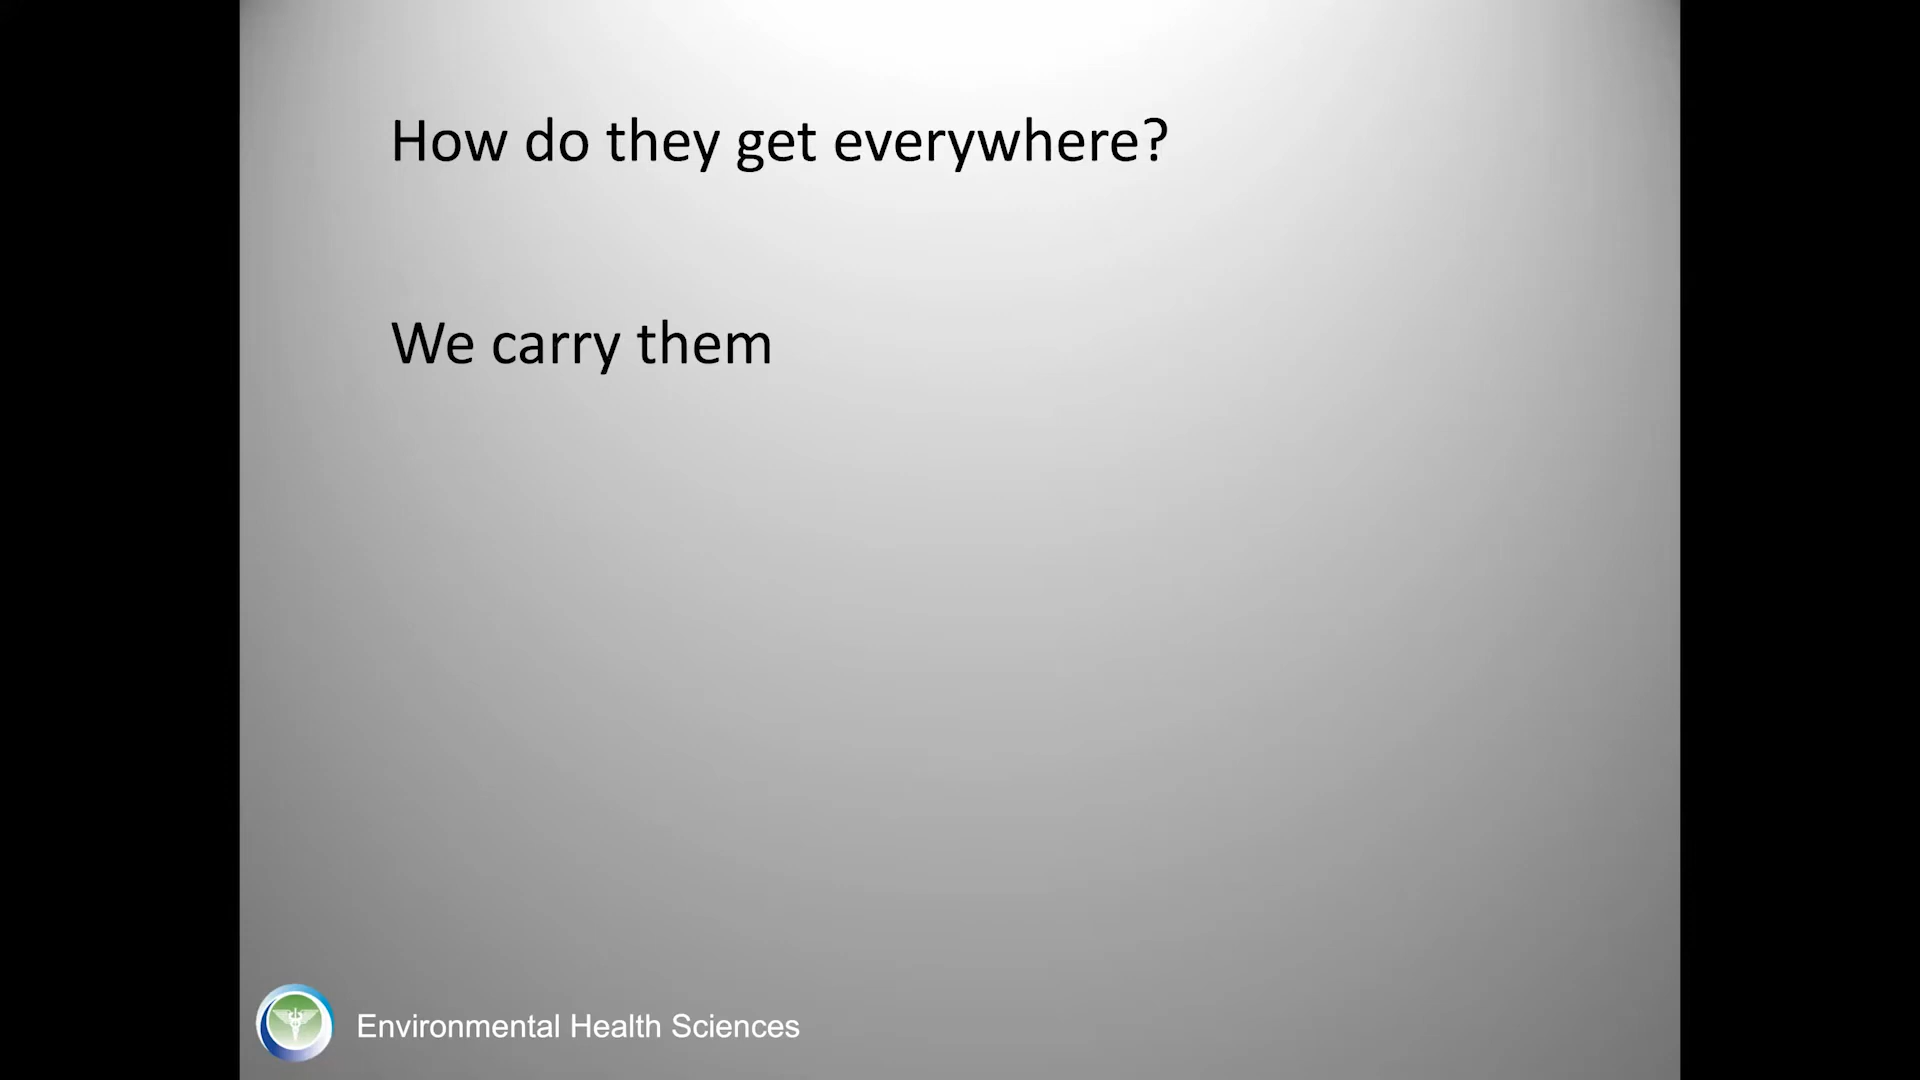 How do they get everywhere?
We carry them
Environmental Health Sciences